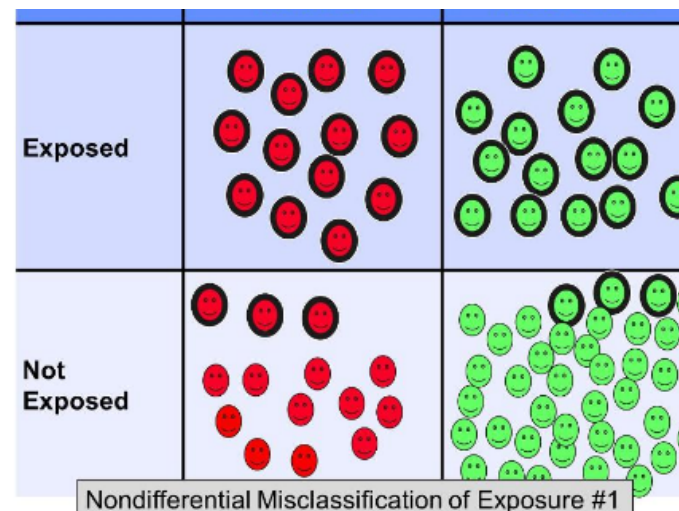 Exposed
Not
Exposed
Nondifferential Misclassification of Exposure #1